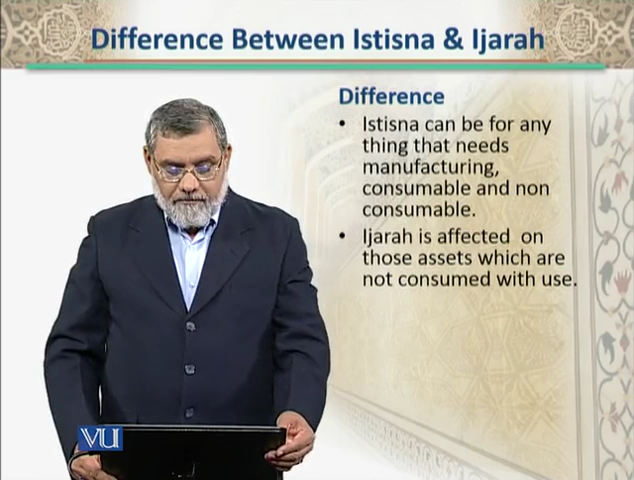 Difference Between Istisna & Ijarah
Difference
• Istisna can be for any
thing that needs
manufacturing,
consumable and non
consumable.
• Ijarah is affected  on
those assets which are
not consumed with use.
VU